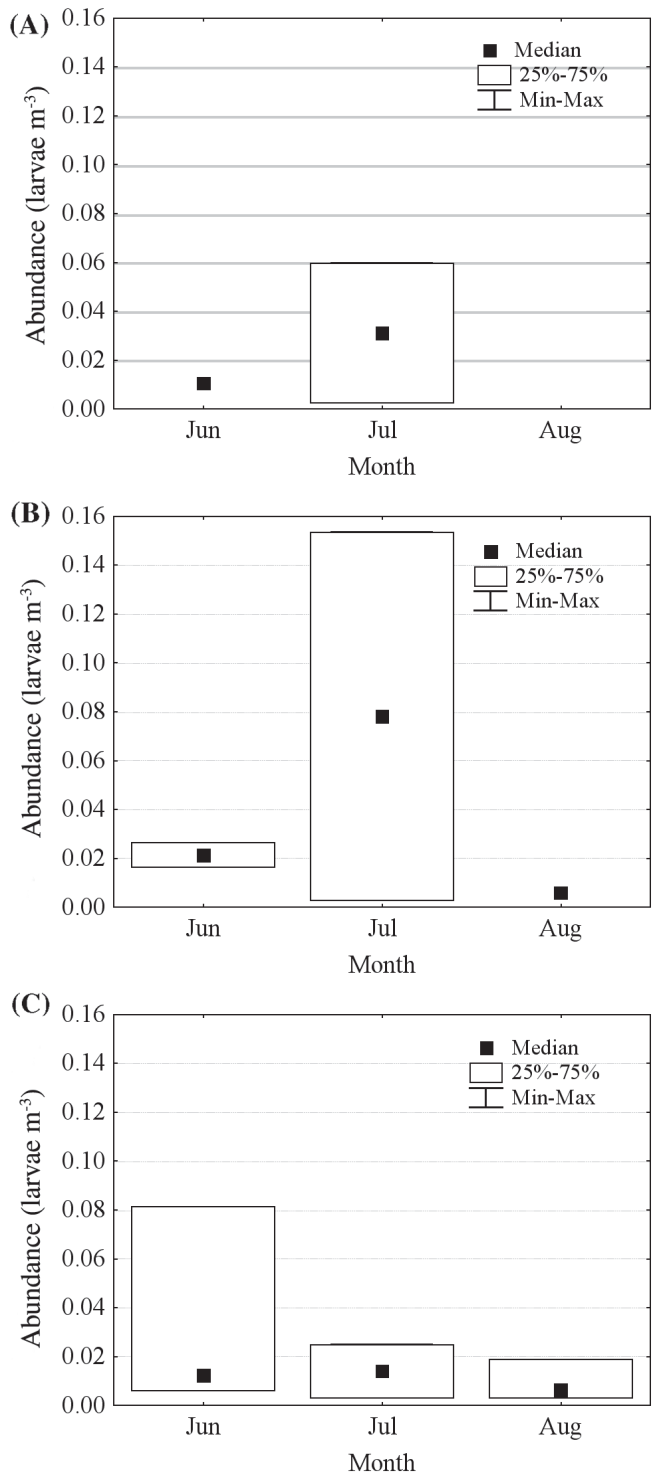 (A)
Abundance (larvae m-3)
0.16
0.14
0.12
0.10
0.08
0.06
0.04
0.02
0.00
Median
25%-75%
Min-Max
Jun Jul Aug
Month
(B)
Abundance (larvae m-3)
0.16
0.14
0.12
0.10
0.08
0.06
0.04
0.02
0.00
Median
25%-75%
Min-Max
Jun Jul Aug
Month
(C)
Abundance (larvae m-3)
0.16
0.14
0.12
0.10
0.08
0.06
0.04
0.02
0.00
Median
25%-75%
Min-Max
Jun Jul Aug
Month